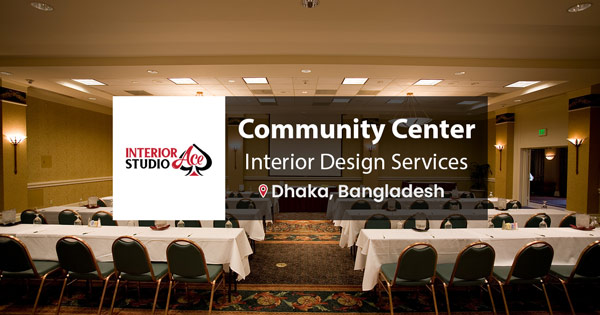 INTERIOR
STUDIO Ace
Community Center
Interior Design Services
Dhaka, Bangladesh